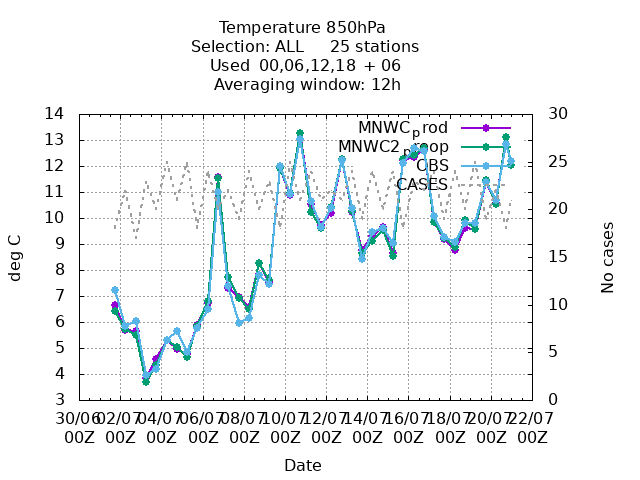 Temperature 850hPa
Selection: ALL 25 stations
Used 00,06,12,18 + 06
Averaging window: 12h
14 30
13
12 25
11
10 20
9 15
8
7 10
6
5 5
4
3 0
deg C
No cases
MNWCprod
MNWC2preop
OBS
CASES
30/06 02/07 04/07 06/07 08/07 10/07 12/07 14/07 16/07 18/07 20/07 22/07
00Z 00Z 00Z 00Z 00Z 00Z 00Z 00Z 00Z 00Z 00Z 00Z
Date